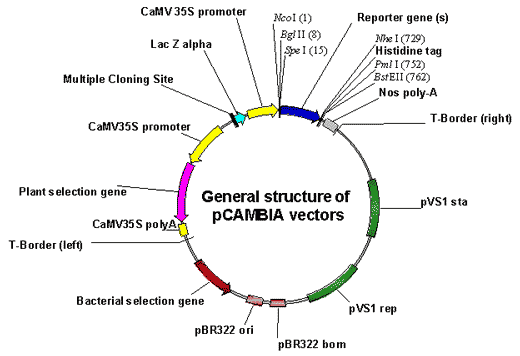 CaMV 35S promoter
NcoI (1)
BglII (8)
SpeI (15)
Reporter gene (s)
NheI (729)
Histidine tag
PmlI (752)
BstEII (762)
Nos poly-A
T-Border (right)
Lac Z alpha
Multiple Cloning Site
CaMV35S promoter
General structure of
pCAMBIA vectors
Plant selection gene
pVS1 sta
CaMV35S polyA
T-Border (left)
Bacterial selection gene
pVS1 rep
pBR322 ori
pBR322 bom